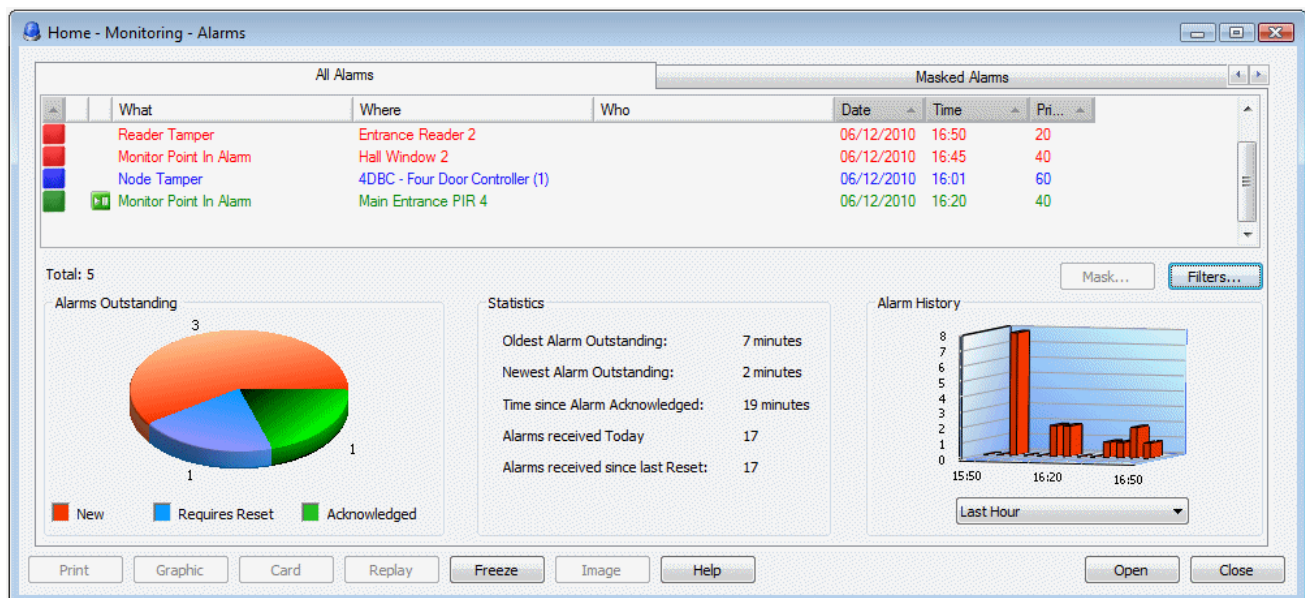 Home - Monitoring - Alarms
All Alarms Masked Alarms
What Where Who Date Time Pri...
Reader Tamper Entrance Reader 2 06/12/2010 16:50 20
Monitor Point In Alarm Hall Window 2 06/12/2010 16:45 40
Node Tamper 4DBC - Four Door Controller (1) 06/12/2010 16:01 60
Monitor Point In Alarm Main Entrance PIR 4 06/12/2010 16:20 40
Total: 5
Mask... Filters...
Alarms Outstanding
3
1
1
New Requires Reset Acknowledged
Statistics
Oldest Alarm Outstanding: 7 minutes
Newest Alarm Outstanding: 2 minutes
Time since Alarm Acknowledged: 19 minutes
Alarms received Today 17
Alarms received since last Reset: 17
Alarm History
8
7
6
5
4
3
2
1
0
15:50 16:20 16:50
Last Hour
Print Graphic Card Replay Freeze Image Help Open Close